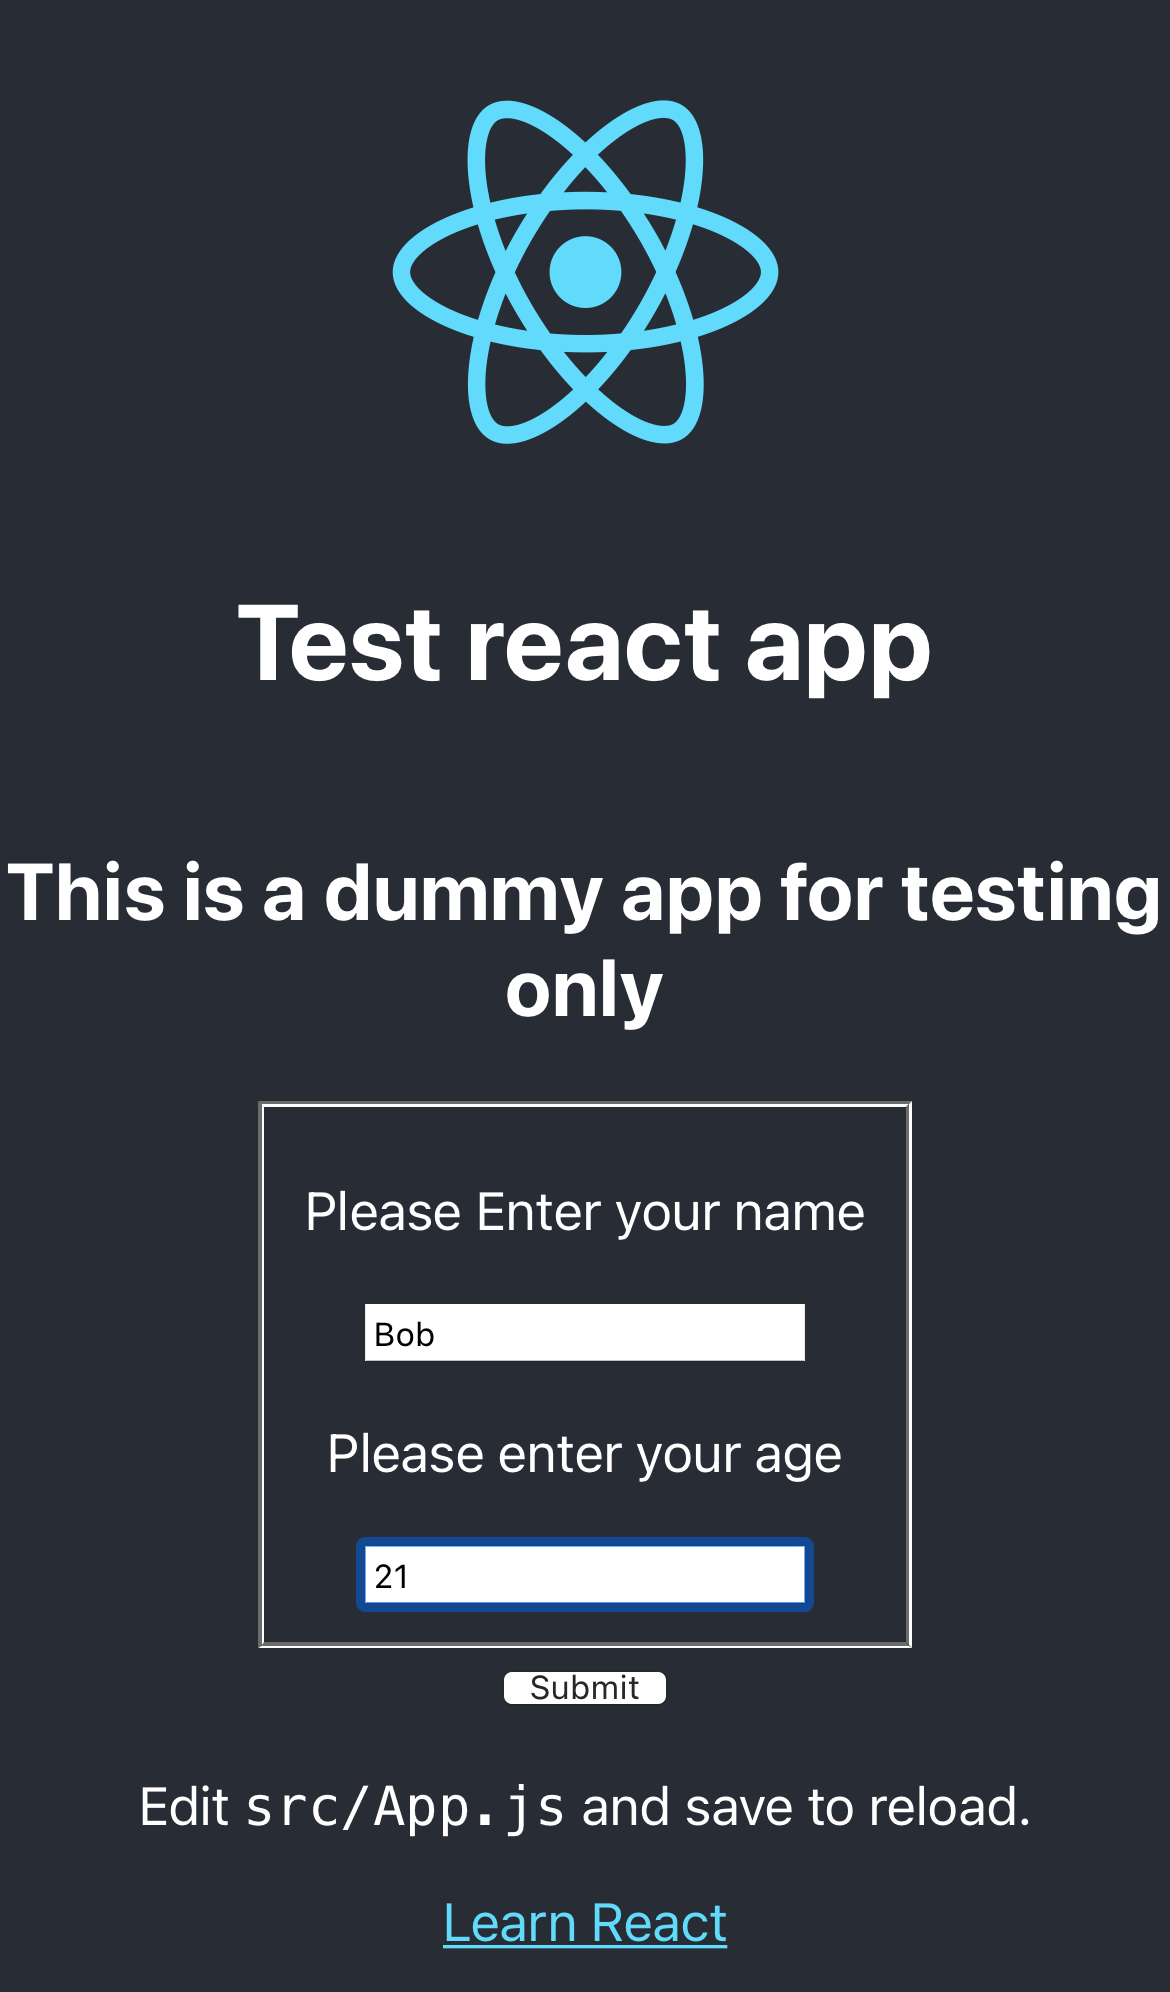 Test react app
This is a dummy app for testing
only
Please Enter your name
Bob
Please enter your age
21
Submit
Edit src/App.js and save to reload.
Learn React